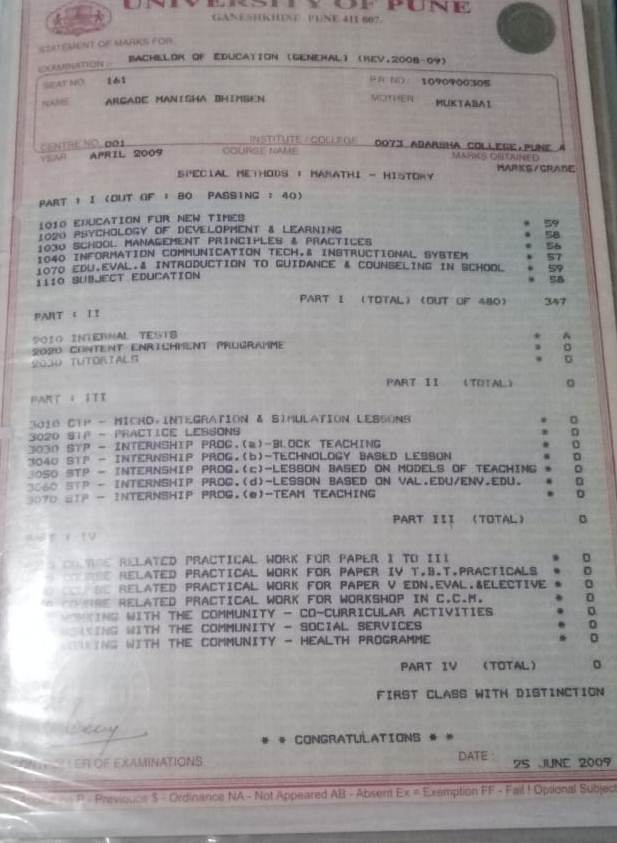 UNIVERSITY OF PUNE
GANESHKHIND, PUNE 411 007.
STATEMENT OF MARKS FOR
EXAMINATION :- BACHELOR OF EDUCATION (GENERAL) (REV.2008-09)
SEAT NO. 161 P.R. NO: 1090900305
NAME ARGADE MANISHA BHIMSEN MOTHER MUKTABAI
CENTRE NO. 001 INSTITUTE / COLLEGE 0073 ADARSHA COLLEGE,PUNE 4
YEAR APRIL 2009 COURSE NAME MARKS OBTAINED
MARKS/GRADE
SPECIAL METHODS : MARATHI - HISTORY
PART : I (OUT OF : 80 PASSING : 40)
1010 EDUCATION FOR NEW TIMES * 59
1020 PSYCHOLOGY OF DEVELOPMENT & LEARNING * 58
1030 SCHOOL MANAGEMENT PRINCIPLES & PRACTICES * 56
1040 INFORMATION COMMUNICATION TECH.& INSTRUCTIONAL SYSTEM * 57
1070 EDU.EVAL.& INTRODUCTION TO GUIDANCE & COUNSELING IN SCHOOL * 59
1110 SUBJECT EDUCATION * 58
PART I (TOTAL) (OUT OF 480) 347
PART : II
2010 INTERNAL TESTS * A
2020 CONTENT ENRICHMENT PROGRAMME * O
2030 TUTORIALS * O
PART II (TOTAL) O
PART : III
3010 CTP - MICRO,INTEGRATION & SIMULATION LESSONS * O
3020 STP - PRACTICE LESSONS * O
3030 STP - INTERNSHIP PROG.(a)-BLOCK TEACHING * O
3040 STP - INTERNSHIP PROG.(b)-TECHNOLOGY BASED LESSON * O
3050 STP - INTERNSHIP PROG.(c)-LESSON BASED ON MODELS OF TEACHING * O
3060 STP - INTERNSHIP PROG.(d)-LESSON BASED ON VAL.EDU/ENV.EDU. * O
3070 STP - INTERNSHIP PROG.(e)-TEAM TEACHING * O
PART III (TOTAL) O
PART : IV
COURSE RELATED PRACTICAL WORK FOR PAPER I TO III * O
RELATED PRACTICAL WORK FOR PAPER IV T.B.T.PRACTICALS * O
RELATED PRACTICAL WORK FOR PAPER V EDN.EVAL.&ELECTIVE * O
COURSE RELATED PRACTICAL WORK FOR WORKSHOP IN C.C.M. * O
WORKING WITH THE COMMUNITY - CO-CURRICULAR ACTIVITIES * O
WORKING WITH THE COMMUNITY - SOCIAL SERVICES * O
WORKING WITH THE COMMUNITY - HEALTH PROGRAMME * O
PART IV (TOTAL) O
FIRST CLASS WITH DISTINCTION
* * CONGRATULATIONS * *
CONTROLLER OF EXAMINATIONS DATE : 25 JUNE 2009
P - Previous $ - Ordinance NA - Not Appeared AB - Absent Ex = Exemption FF - Fail ! Optional Subject